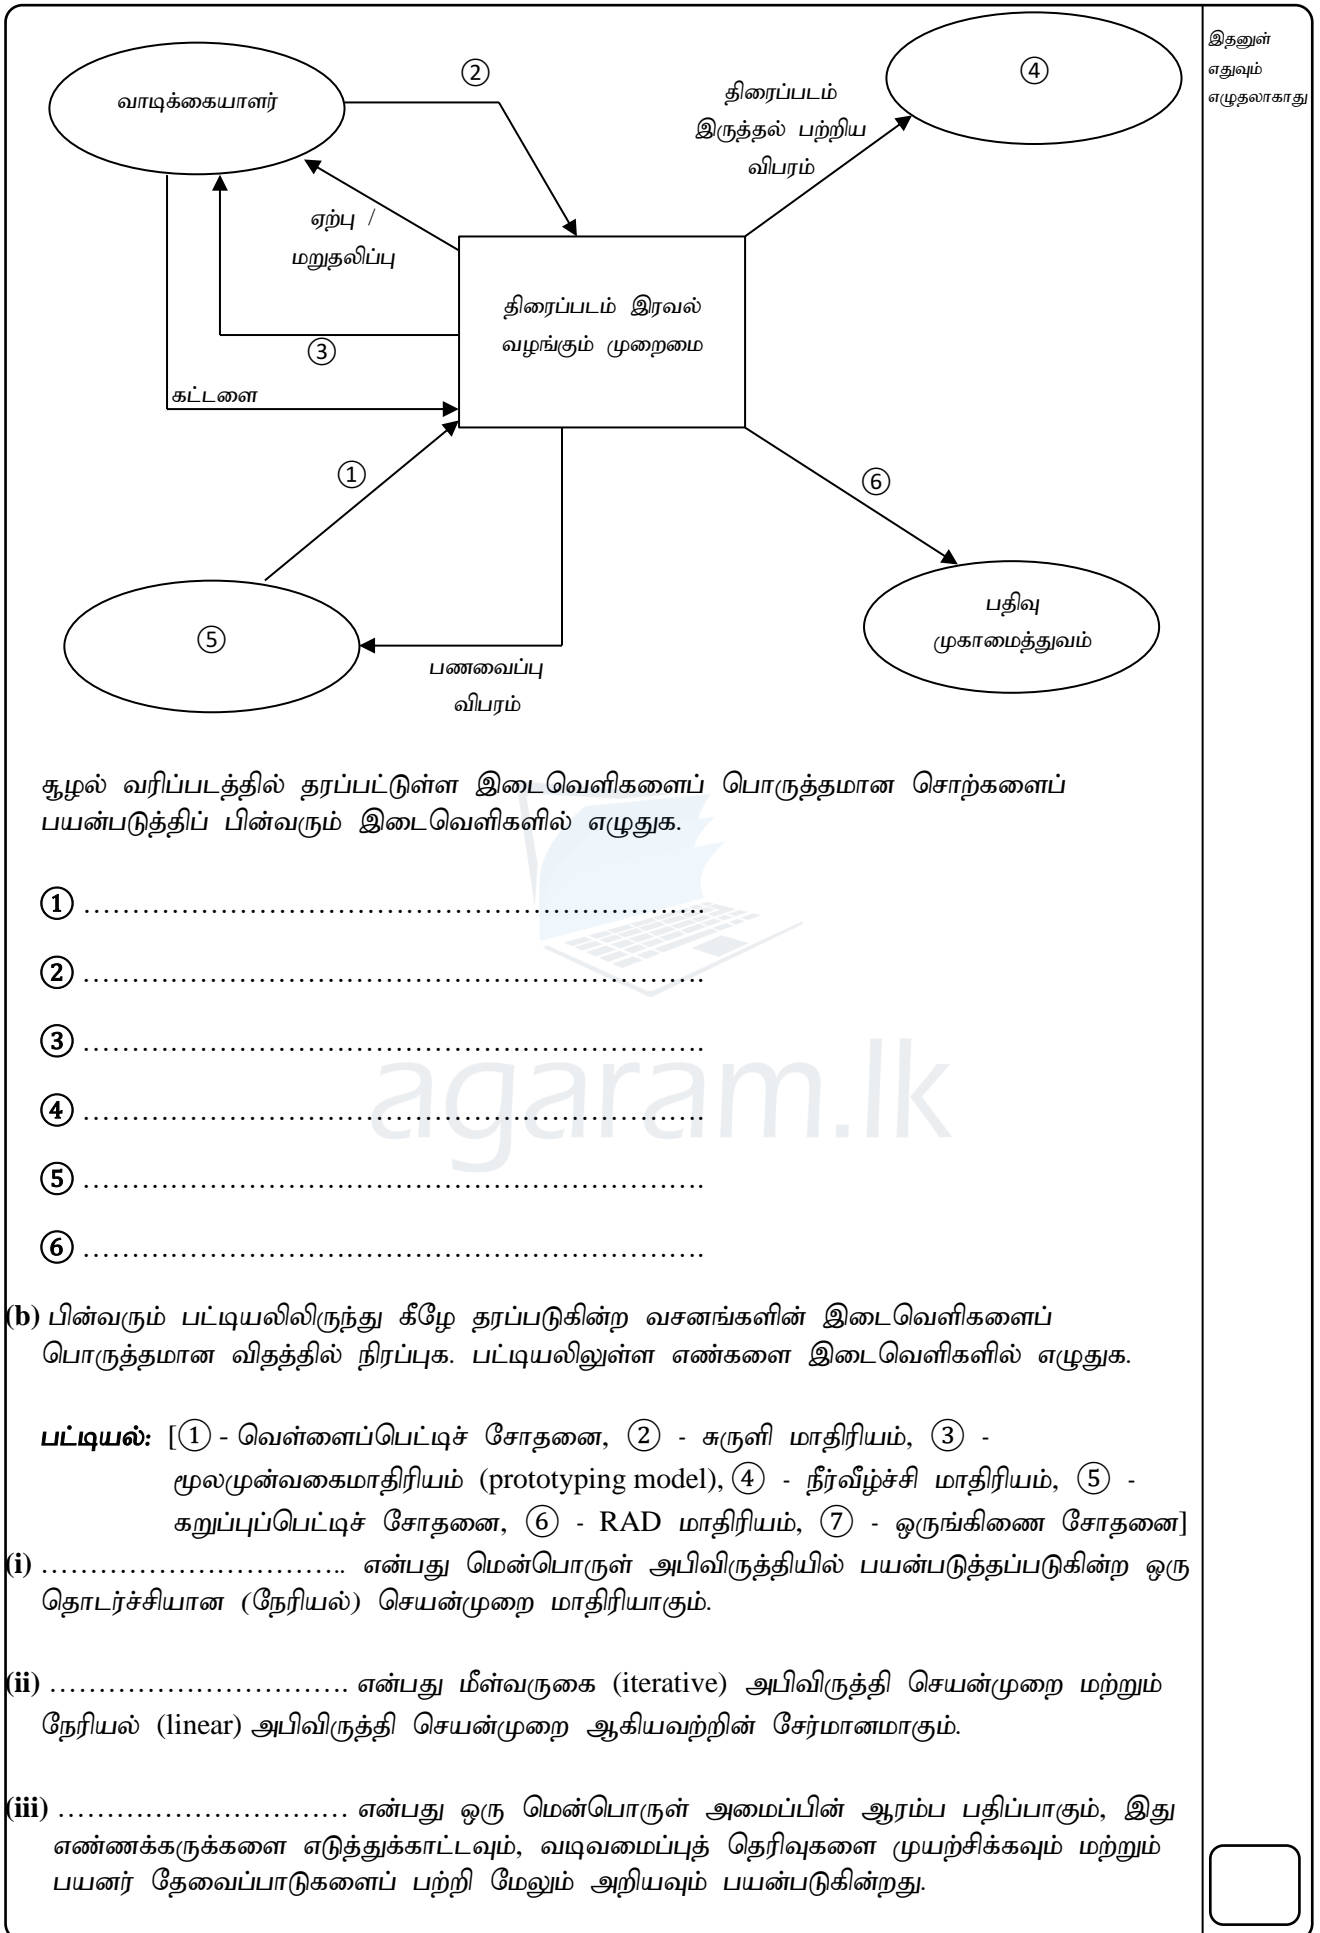 இதனுள்
எதுவும்
எழுதலாகாது
வாடிக்கையாளர்
②
④
திரைப்படம்
இருத்தல் பற்றிய
விபரம்
ஏற்பு /
மறுதலிப்பு
திரைப்படம் இரவல்
வழங்கும் முறைமை
③
கட்டளை
①
⑥
⑤
பதிவு
முகாமைத்துவம்
பணவைப்பு
விபரம்
சூழல் வரிப்படத்தில் தரப்பட்டுள்ள இடைவெளிகளைப் பொருத்தமான சொற்களைப்
பயன்படுத்திப் பின்வரும் இடைவெளிகளில் எழுதுக.
① ……………………………………………………….
② ……………………………………………………….
③ ……………………………………………………….
④ ……………………………………………………….
⑤ ……………………………………………………….
⑥ ……………………………………………………….
agaram.lk
(b) பின்வரும் பட்டியலிலிருந்து கீழே தரப்படுகின்ற வசனங்களின் இடைவெளிகளைப்
பொருத்தமான விதத்தில் நிரப்புக. பட்டியலிலுள்ள எண்களை இடைவெளிகளில் எழுதுக.
பட்டியல்: [① - வெள்ளைப்பெட்டிச் சோதனை, ② - சுருளி மாதிரியம், ③ -
மூலமுன்வகைமாதிரியம் (prototyping model), ④ - நீர்வீழ்ச்சி மாதிரியம், ⑤ -
கறுப்புப்பெட்டிச் சோதனை, ⑥ - RAD மாதிரியம், ⑦ - ஒருங்கிணை சோதனை]
(i) ………………………….. என்பது மென்பொருள் அபிவிருத்தியில் பயன்படுத்தப்படுகின்ற ஒரு
தொடர்ச்சியான (நேரியல்) செயன்முறை மாதிரியாகும்.
(ii) …………………………. என்பது மீள்வருகை (iterative) அபிவிருத்தி செயன்முறை மற்றும்
நேரியல் (linear) அபிவிருத்தி செயன்முறை ஆகியவற்றின் சேர்மானமாகும்.
(iii) ………………………… என்பது ஒரு மென்பொருள் அமைப்பின் ஆரம்ப பதிப்பாகும், இது
எண்ணக்கருக்களை எடுத்துக்காட்டவும், வடிவமைப்புத் தெரிவுகளை முயற்சிக்கவும் மற்றும்
பயனர் தேவைப்பாடுகளைப் பற்றி மேலும் அறியவும் பயன்படுகின்றது.